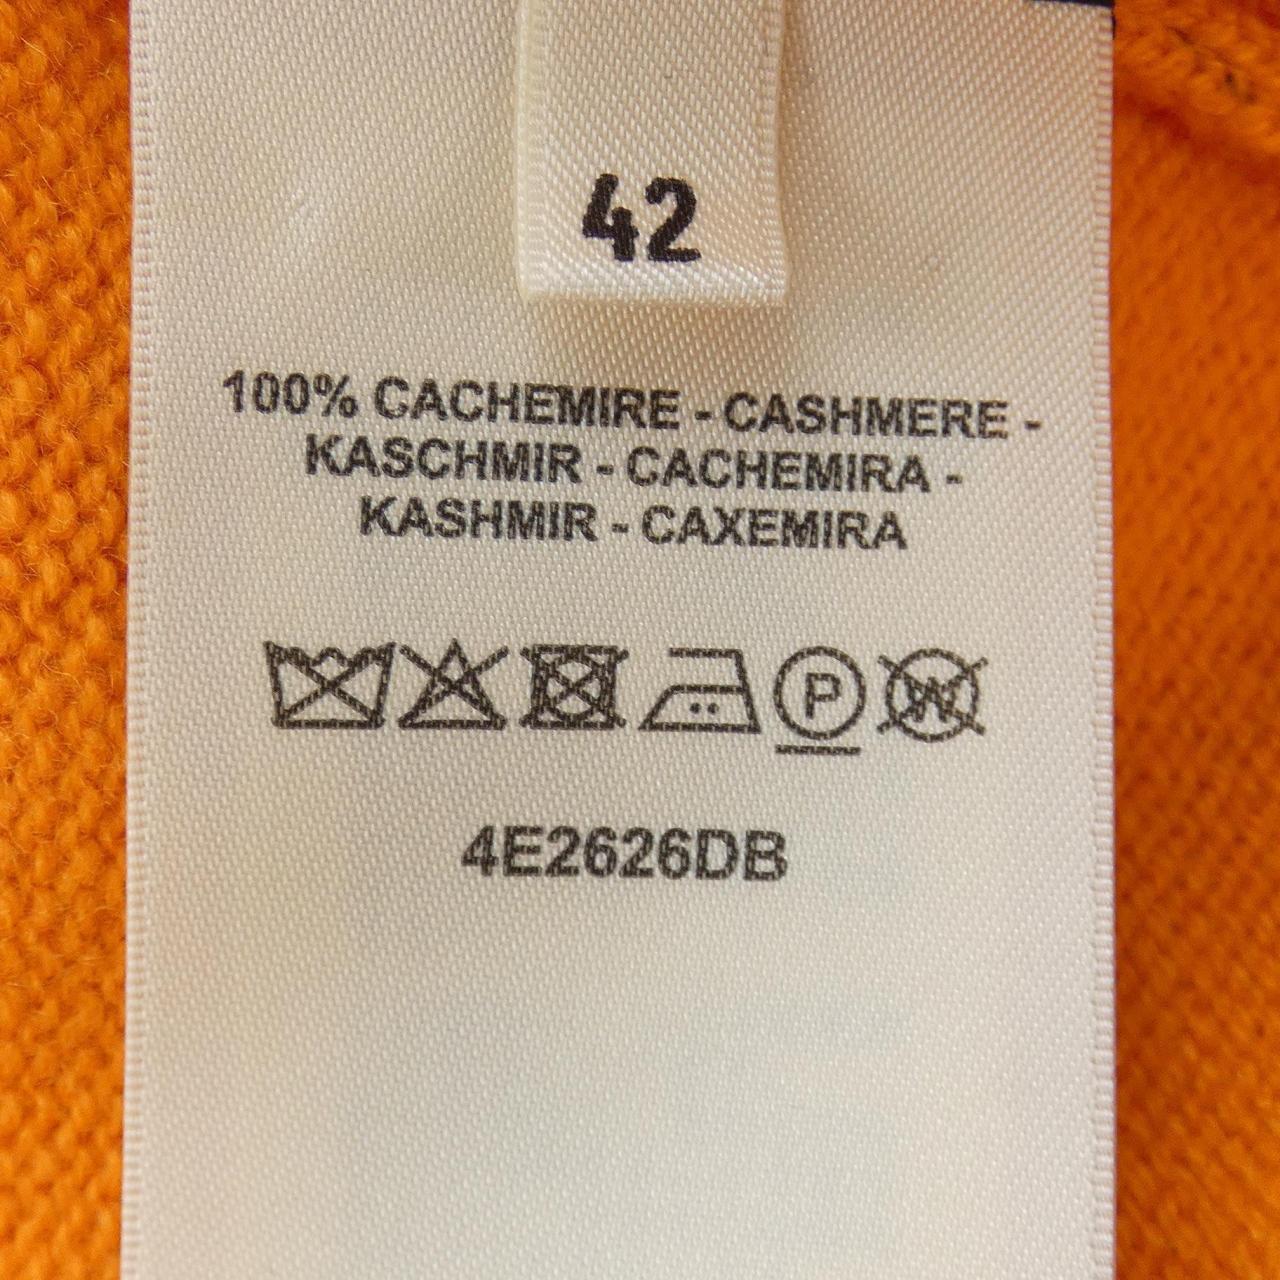 42
100% CACHEMIRE - CASHMERE -
KASCHMIR - CACHEMIRA -
KASHMIR - CAXEMIRA
P W
4E2626DB